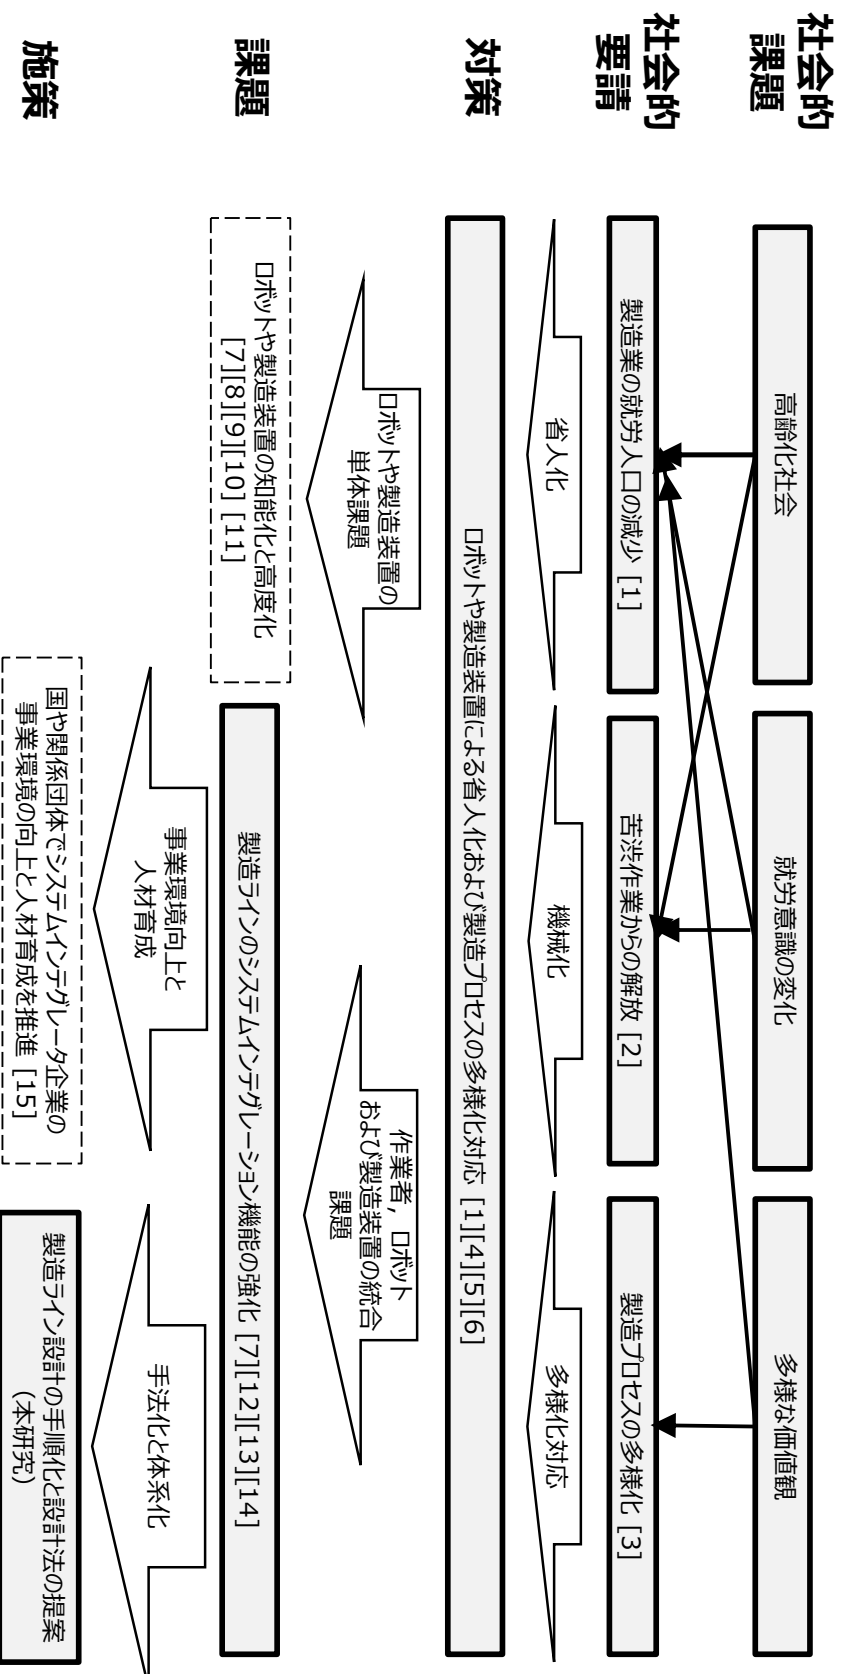 社会的
課題
高齢化社会
就労意識の変化
多様な価値観
社会的
要請
製造業の就労人口の減少 [1]
苦渋作業からの解放 [2]
製造プロセスの多様化 [3]
省人化
機械化
多様化対応
対策
ロボットや製造装置による省人化および製造プロセスの多様化対応 [1][4][5][6]
ロボットや製造装置の
単体課題
作業者，ロボット
および製造装置の統合
課題
課題
ロボットや製造装置の知能化と高度化
[7][8][9][10] [11]
製造ラインのシステムインテグレーション機能の強化 [7][12][13][14]
事業環境向上と
人材育成
手法化と体系化
施策
国や関係団体でシステムインテグレータ企業の
事業環境の向上と人材育成を推進 [15]
製造ライン設計の手順化と設計法の提案
（本研究）